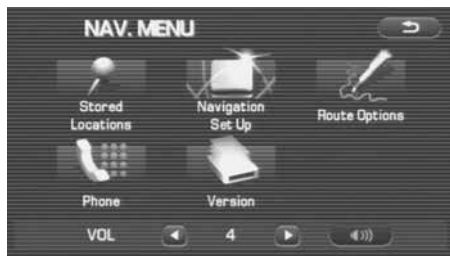 NAV. MENU
Stored
Locations
Navigation
Set Up
Route Options
Phone
Version
VOL 4